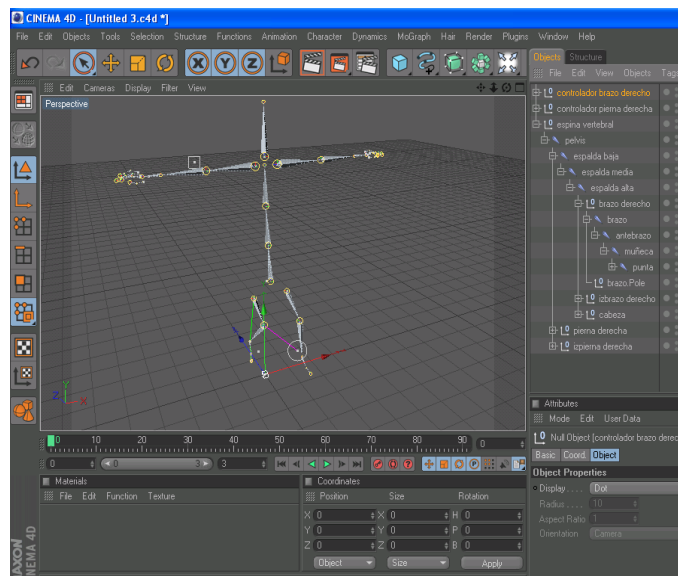 CINEMA 4D - [Untitled 3.c4d *]
File Edit Objects Tools Selection Structure Functions Animation Character Dynamics MoGraph Hair Render Plugins Window Help
X Y Z
Objects Structure
File Edit View Objects Tags
Edit Cameras Display Filter View
Perspective
controlador brazo derecho
controlador pierna derecha
espina vertebral
pelvis
espalda baja
espalda media
espalda alta
brazo derecho
brazo
antebrazo
muñeca
punta
brazo.Pole
izbrazo derecho
cabeza
pierna derecha
izpierna derecha
Y
Z X
Attributes
Mode Edit User Data
Null Object [controlador brazo derec
Basic Coord. Object
Object Properties
Display . . . . Dot
Radius . . . . 10
Aspect Ratio 1
Orientation Camera
0 10 20 30 40 50 60 70 80 90 0
0 0 3 3
Materials
File Edit Function Texture
Coordinates
Position Size Rotation
X 0 X 0 H 0
Y 0 Y 0 P 0
Z 0 Z 0 B 0
Object Size Apply
MAXON
CINEMA 4D